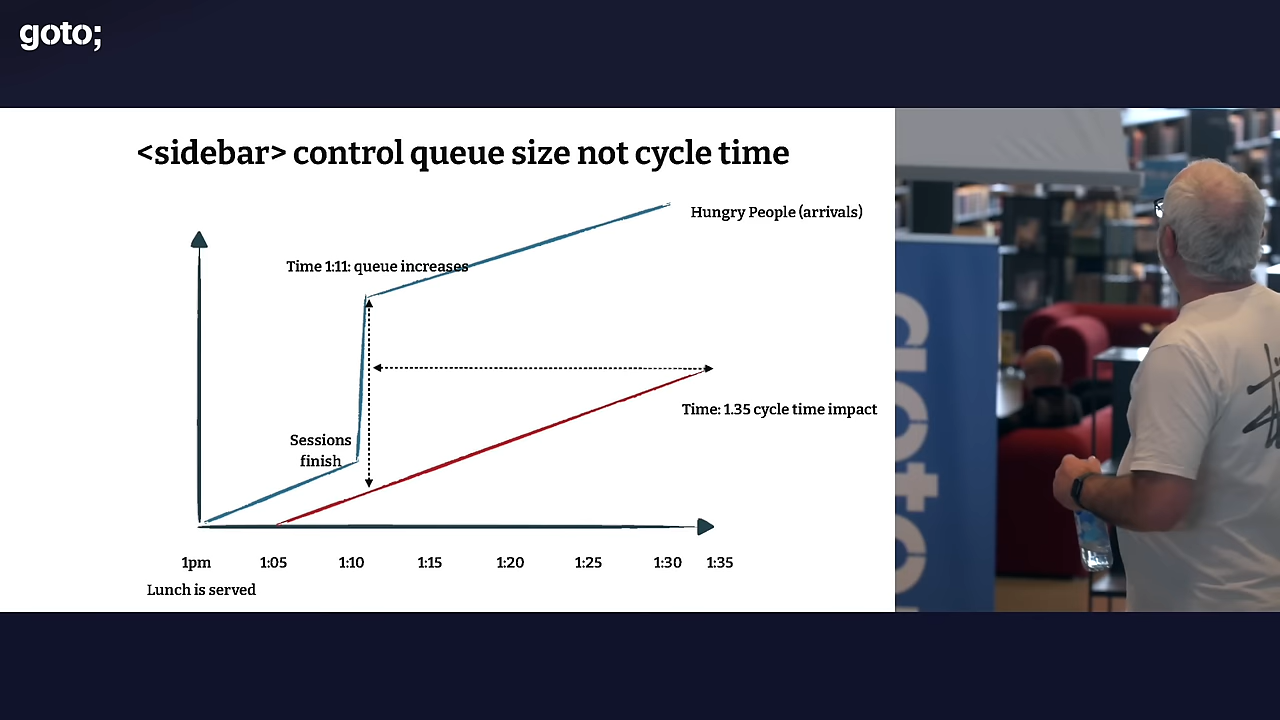 goto;
<sidebar> control queue size not cycle time
Hungry People (arrivals)
Time 1:11: queue increases
Time: 1.35 cycle time impact
Sessions
finish
1pm 1:05 1:10 1:15 1:20 1:25 1:30 1:35
Lunch is served